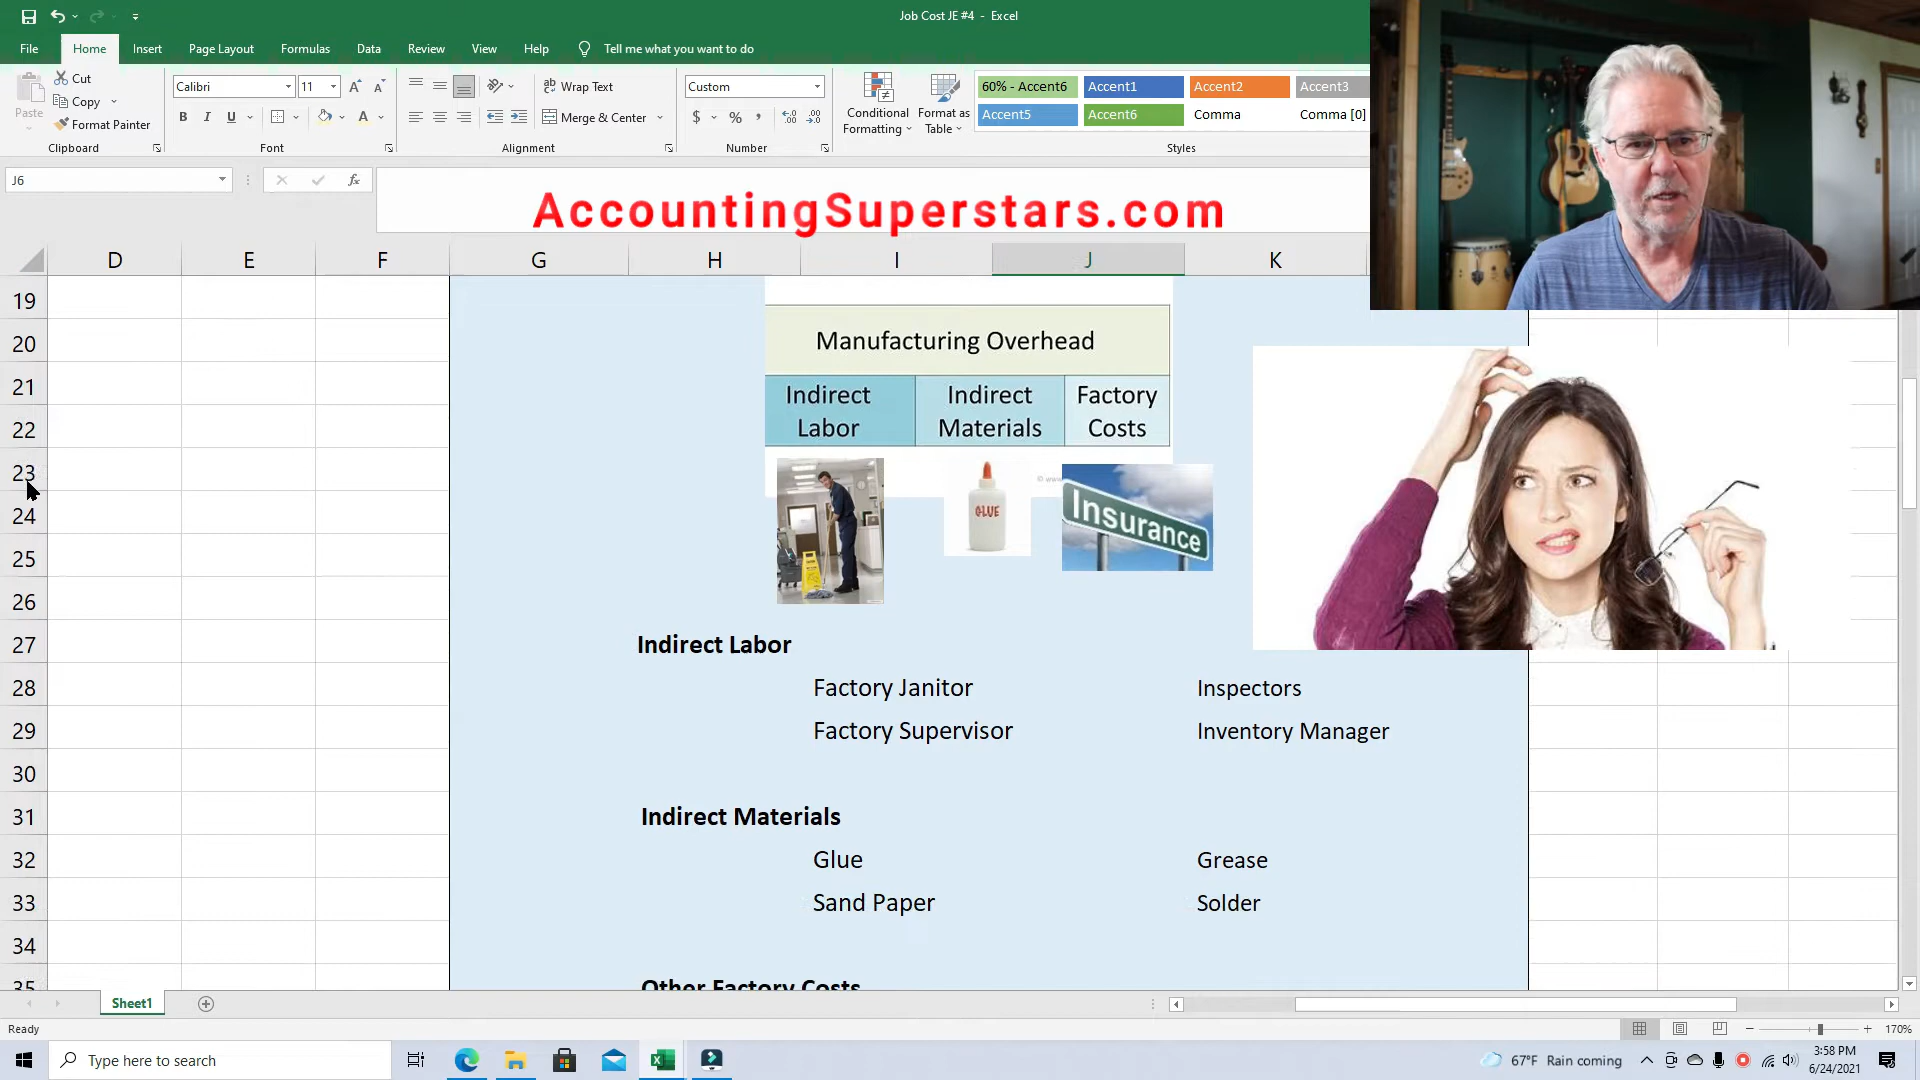 Job Cost JE #4 - Excel
File Home Insert Page Layout Formulas Data Review View Help Tell me what you want to do
Paste
Cut
Copy
Format Painter
Clipboard
Calibri 11
B I U
Font
Wrap Text
Merge & Center
Alignment
Custom
$ % ,
Number
Conditional Formatting
Format as Table
60% - Accent6 Accent1 Accent2 Accent3
Accent5 Accent6 Comma Comma [0]
Styles
J6
fx
AccountingSuperstars.com
D E F G H I J K
19
20
21
22
23
24
25
26
27
28
29
30
31
32
33
34
35
Manufacturing Overhead
Indirect Labor
Indirect Materials
Factory Costs
GLUE
Insurance
Indirect Labor
Factory Janitor Inspectors
Factory Supervisor Inventory Manager
Indirect Materials
Glue Grease
Sand Paper Solder
Other Factory Costs
Sheet1
Ready
170%
Type here to search
67°F Rain coming
3:58 PM
6/24/2021